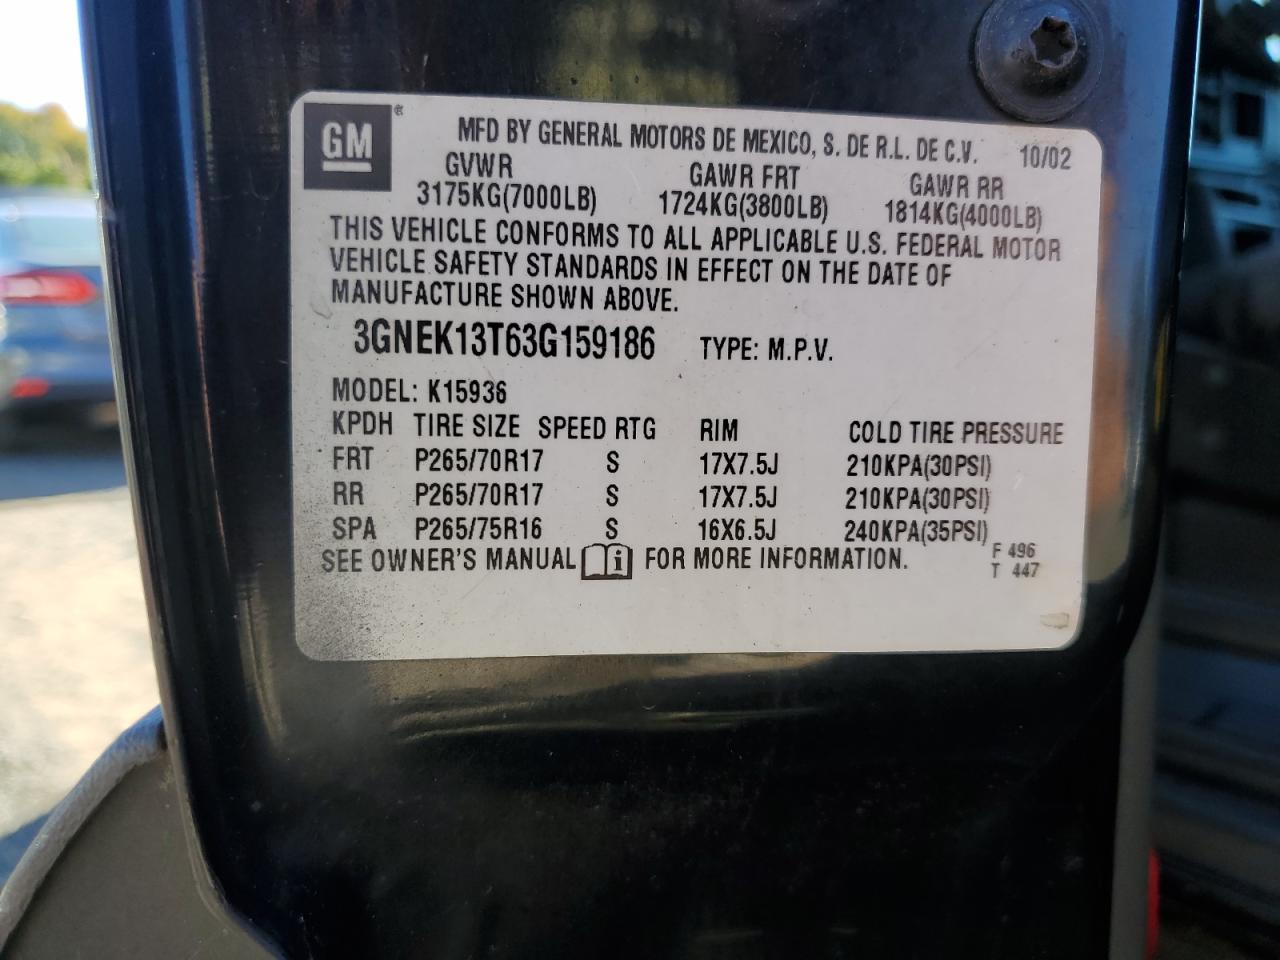 GM ®
MFD BY GENERAL MOTORS DE MEXICO, S. DE R.L. DE C.V. 10/02
GVWR GAWR FRT GAWR RR
3175KG(7000LB) 1724KG(3800LB) 1814KG(4000LB)
THIS VEHICLE CONFORMS TO ALL APPLICABLE U.S. FEDERAL MOTOR
VEHICLE SAFETY STANDARDS IN EFFECT ON THE DATE OF
MANUFACTURE SHOWN ABOVE.
3GNEK13T63G159186 TYPE: M.P.V.
MODEL: K15936
KPDH TIRE SIZE SPEED RTG RIM COLD TIRE PRESSURE
FRT P265/70R17 S 17X7.5J 210KPA(30PSI)
RR P265/70R17 S 17X7.5J 210KPA(30PSI)
SPA P265/75R16 S 16X6.5J 240KPA(35PSI)
SEE OWNER'S MANUAL i FOR MORE INFORMATION.
F 496
T 447